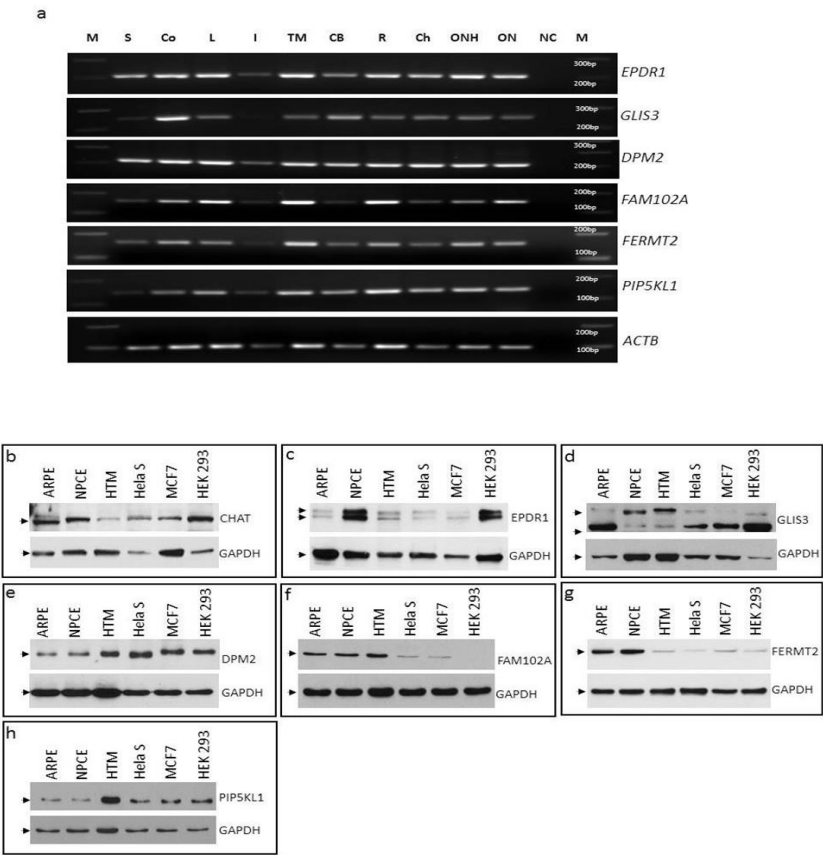 a
M S Co L I TM CB R Ch ONH ON NC M
300bp
200bp
EPDR1
300bp
200bp
GLIS3
300bp
200bp
DPM2
200bp
100bp
FAM102A
200bp
100bp
FERMT2
200bp
100bp
PIP5KL1
200bp
100bp
ACTB
b
ARPE NPCE HTM Hela S MCF7 HEK 293
CHAT
GAPDH
c
ARPE NPCE HTM Hela S MCF7 HEK 293
EPDR1
GAPDH
d
ARPE NPCE HTM Hela S MCF7 HEK 293
GLIS3
GAPDH
e
ARPE NPCE HTM Hela S MCF7 HEK 293
DPM2
GAPDH
f
ARPE NPCE HTM Hela S MCF7 HEK 293
FAM102A
GAPDH
g
ARPE NPCE HTM Hela S MCF7 HEK 293
FERMT2
GAPDH
h
ARPE NPCE HTM Hela S MCF7 HEK 293
PIP5KL1
GAPDH